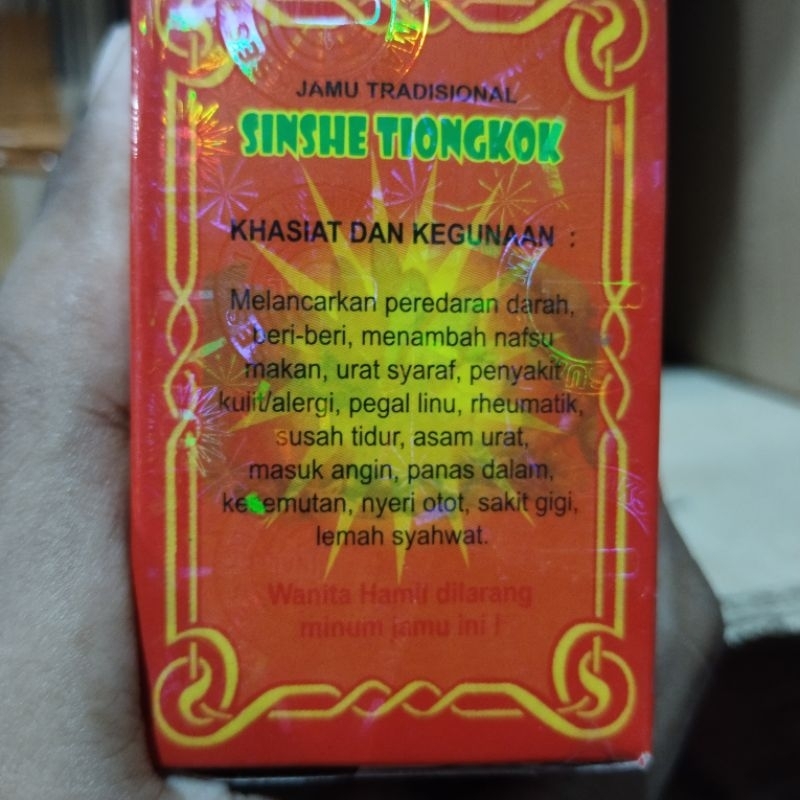 JAMU TRADISIONAL
SINSHE TIONGKOK
KHASIAT DAN KEGUNAAN :
Melancarkan peredaran darah,
beri-beri, menambah nafsu
makan, urat syaraf, penyakit
kulit/alergi, pegal linu, rheumatik,
susah tidur, asam urat,
masuk angin, panas dalam,
kesemutan, nyeri otot, sakit gigi,
lemah syahwat.
Wanita Hamil dilarang
minum jamu ini !